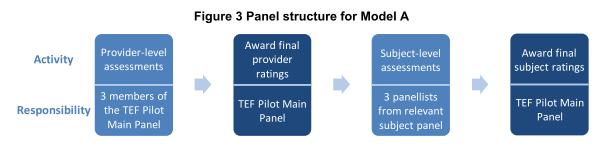 Figure 3 Panel structure for Model A
Activity
Provider-level
assessments
Award final
provider
ratings
Subject-level
assessments
Award final
subject ratings
Responsibility
3 members of
the TEF Pilot
Main Panel
TEF Pilot Main
Panel
3 panellists
from relevant
subject panel
TEF Pilot Main
Panel